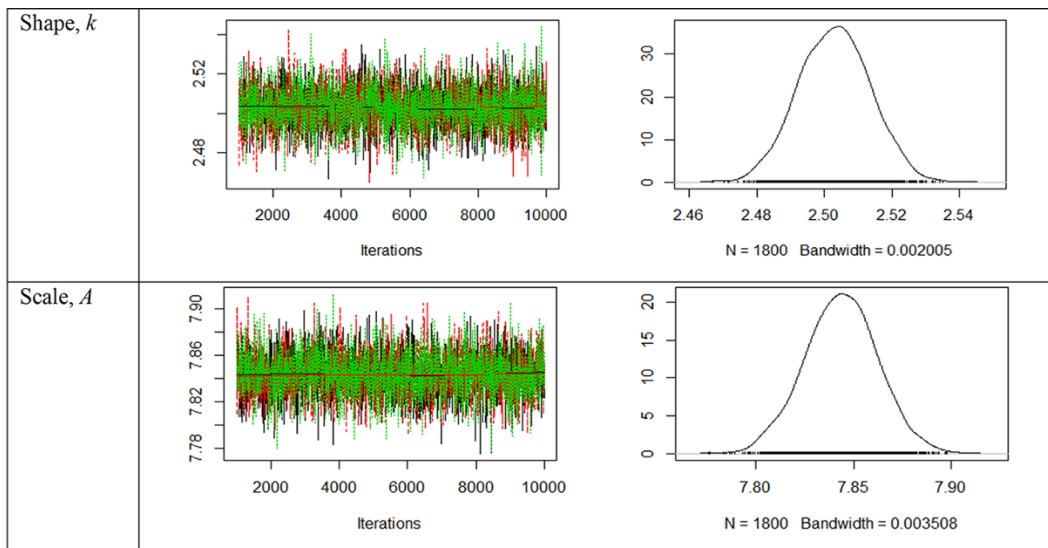 Shape, k
2.52
2.48
2000 4000 6000 8000 10000
Iterations
30
20
10
0
2.46 2.48 2.50 2.52 2.54
N = 1800 Bandwidth = 0.002005
Scale, A
7.90
7.86
7.82
7.78
2000 4000 6000 8000 10000
Iterations
20
15
10
5
0
7.80 7.85 7.90
N = 1800 Bandwidth = 0.003508